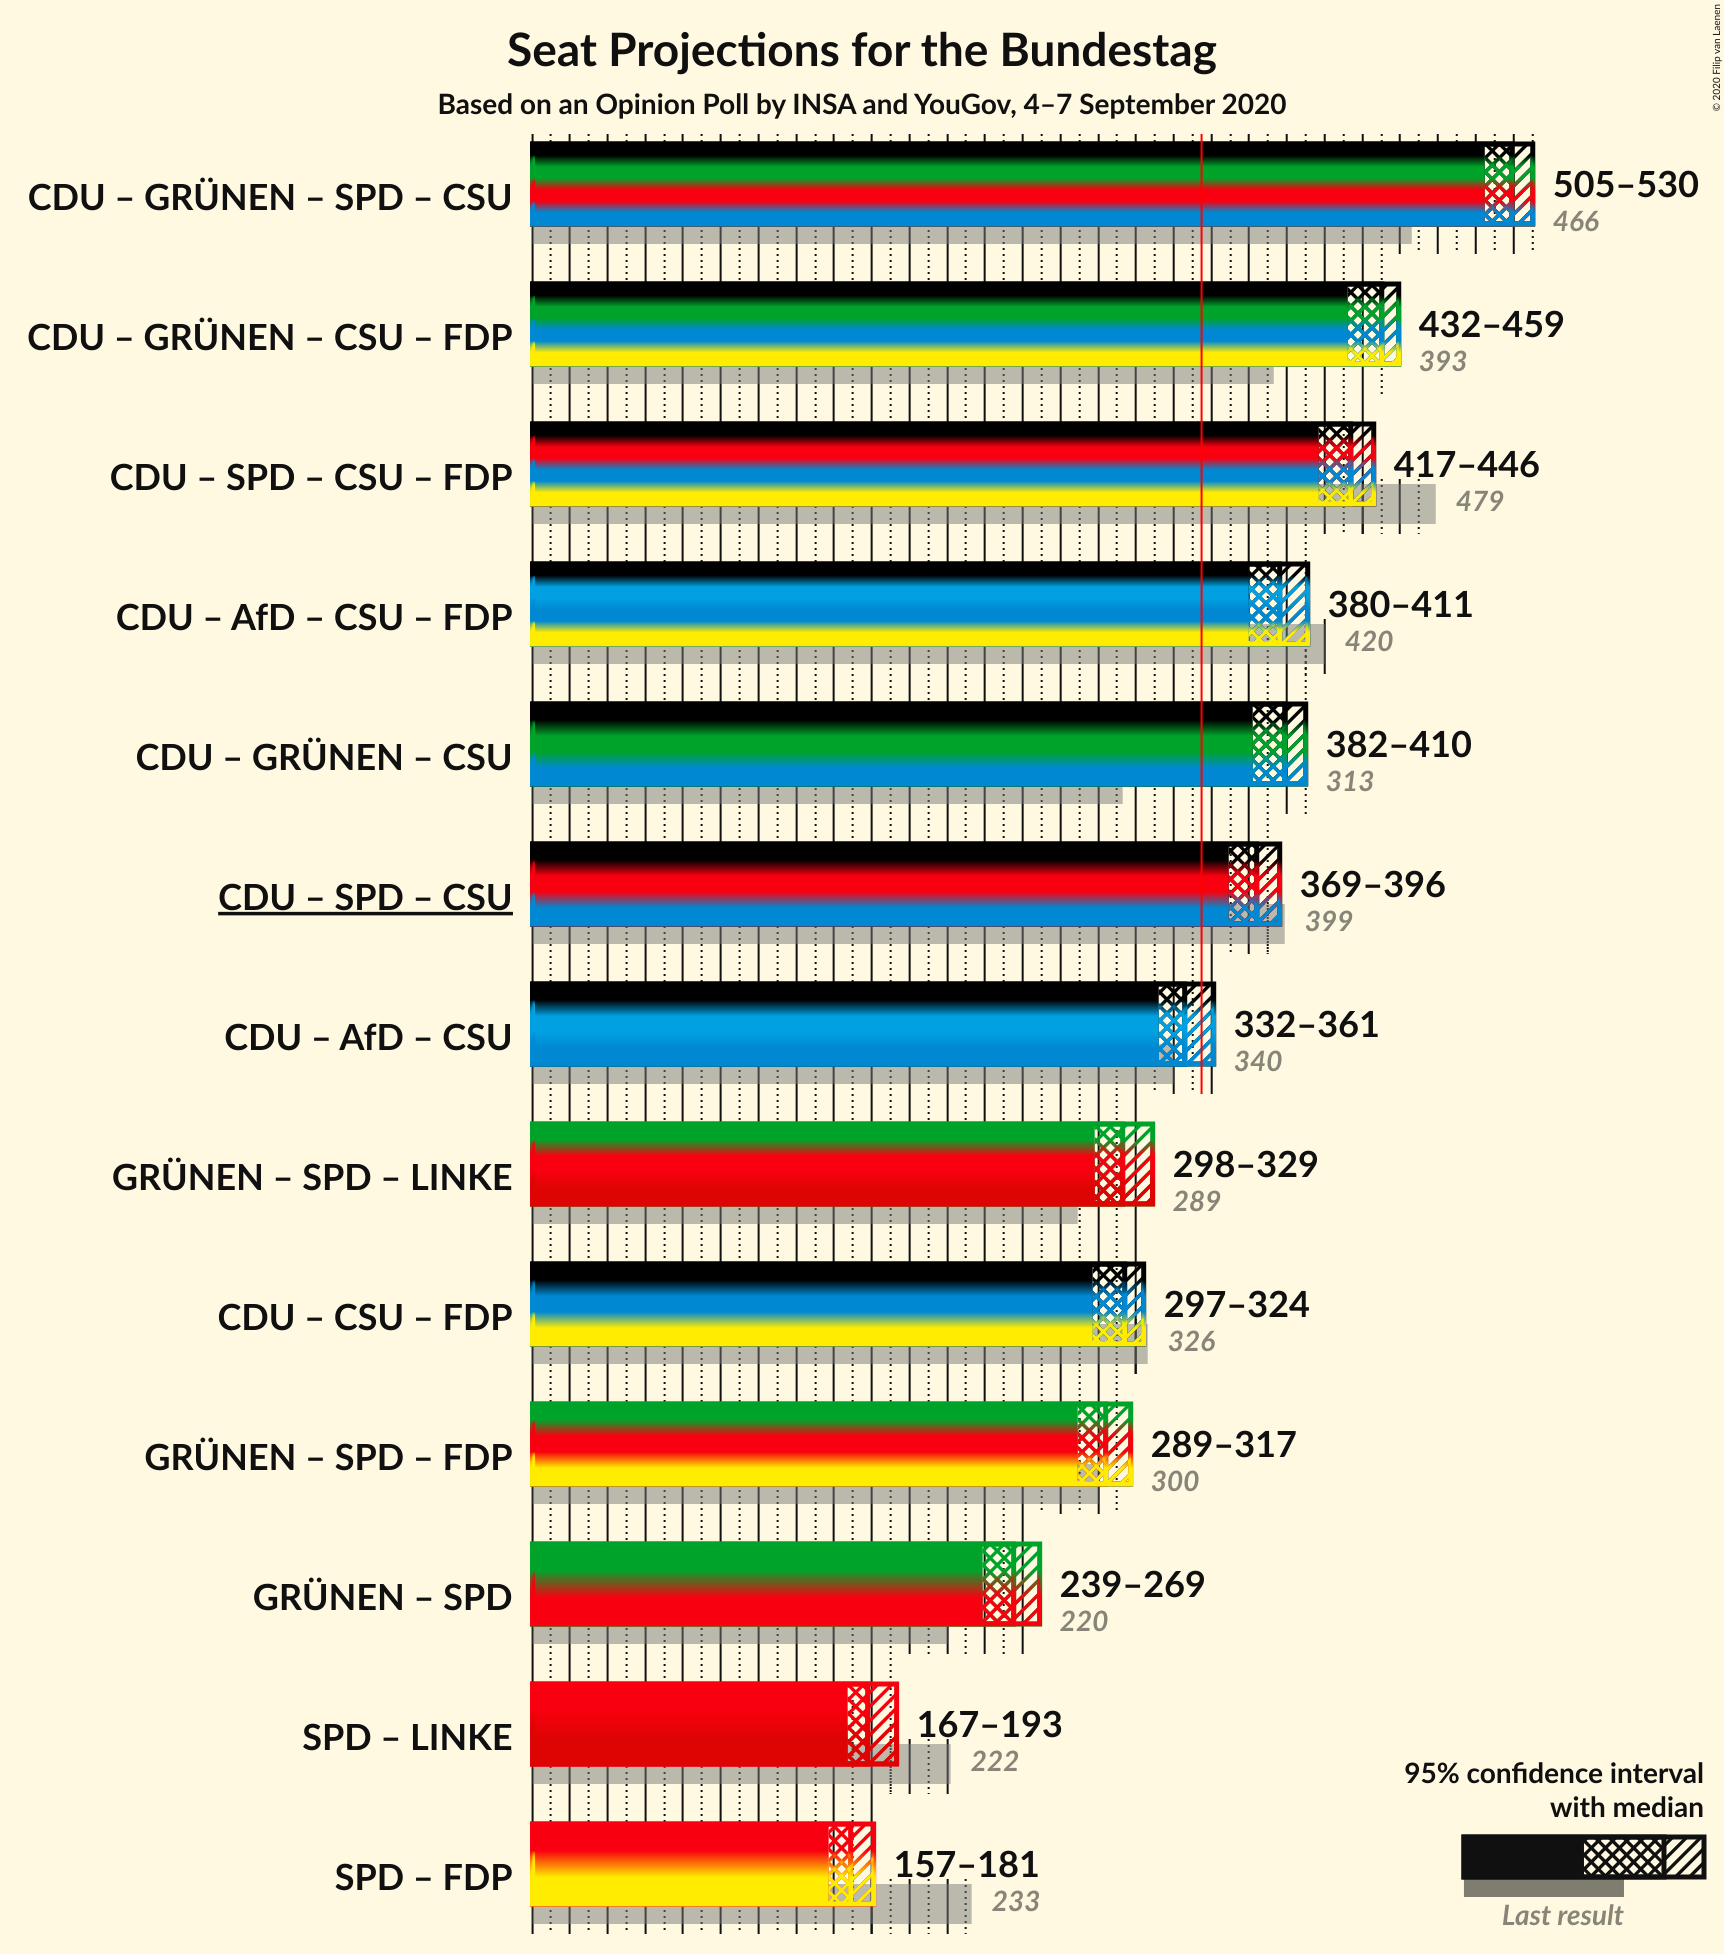 Seat Projections for the Bundestag
Based on an Opinion Poll by INSA and YouGov, 4–7 September 2020
© 2020 Filip van Laenen
CDU – GRÜNEN – SPD – CSU
505–530
466
CDU – GRÜNEN – CSU – FDP
432–459
393
CDU – SPD – CSU – FDP
417–446
479
CDU – AfD – CSU – FDP
380–411
420
CDU – GRÜNEN – CSU
382–410
313
CDU – SPD – CSU
369–396
399
CDU – AfD – CSU
332–361
340
GRÜNEN – SPD – LINKE
298–329
289
CDU – CSU – FDP
297–324
326
GRÜNEN – SPD – FDP
289–317
300
GRÜNEN – SPD
239–269
220
SPD – LINKE
167–193
222
SPD – FDP
157–181
233
95% confidence interval
with median
Last result